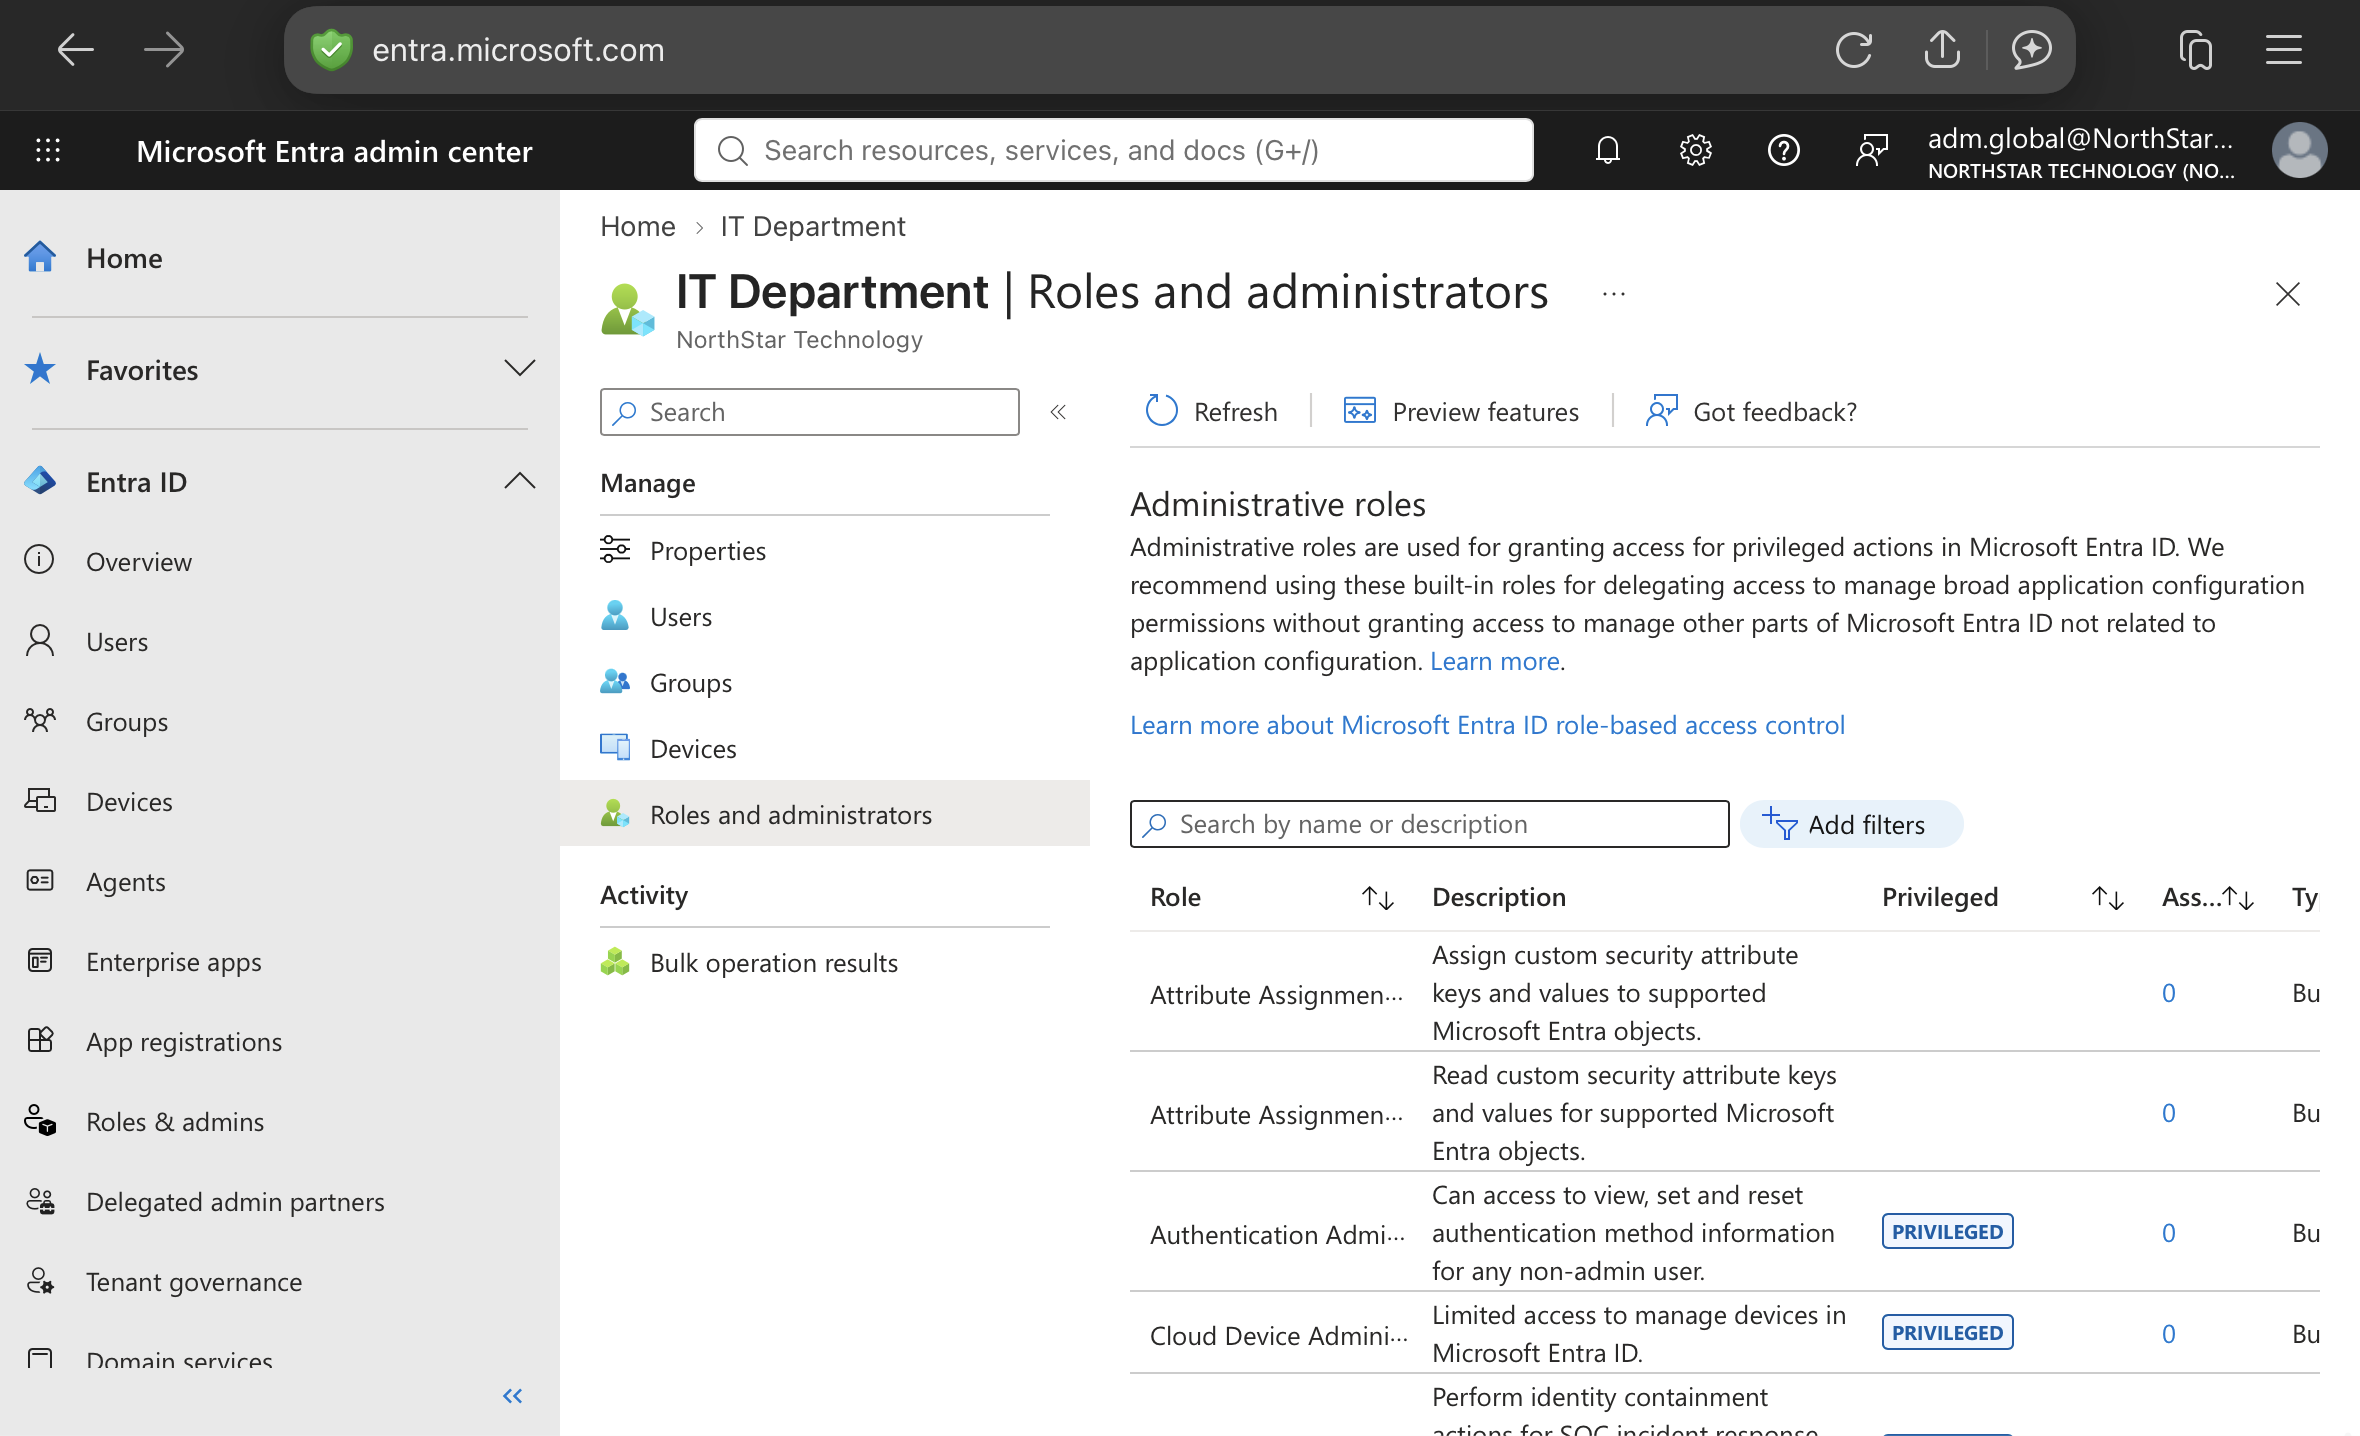 entra.microsoft.com
Microsoft Entra admin center
Search resources, services, and docs (G+/)
adm.global@NorthStar...
NORTHSTAR TECHNOLOGY (NO...
Home
Favorites
Entra ID
Overview
Users
Groups
Devices
Agents
Enterprise apps
App registrations
Roles & admins
Delegated admin partners
Tenant governance
Domain services
Home > IT Department
IT Department | Roles and administrators ...
NorthStar Technology
Search
Manage
Properties
Users
Groups
Devices
Roles and administrators
Activity
Bulk operation results
Refresh
Preview features
Got feedback?
Administrative roles
Administrative roles are used for granting access for privileged actions in Microsoft Entra ID. We
recommend using these built-in roles for delegating access to manage broad application configuration
permissions without granting access to manage other parts of Microsoft Entra ID not related to
application configuration. Learn more.
Learn more about Microsoft Entra ID role-based access control
Search by name or description
Add filters
Role Description Privileged Ass... Ty
Attribute Assignmen...
Assign custom security attribute
keys and values to supported
Microsoft Entra objects.
0
Bu
Attribute Assignmen...
Read custom security attribute keys
and values for supported Microsoft
Entra objects.
0
Bu
Authentication Admi...
Can access to view, set and reset
authentication method information
for any non-admin user.
PRIVILEGED
0
Bu
Cloud Device Admini...
Limited access to manage devices in
Microsoft Entra ID.
PRIVILEGED
0
Bu
Perform identity containment
actions for SOC incident response